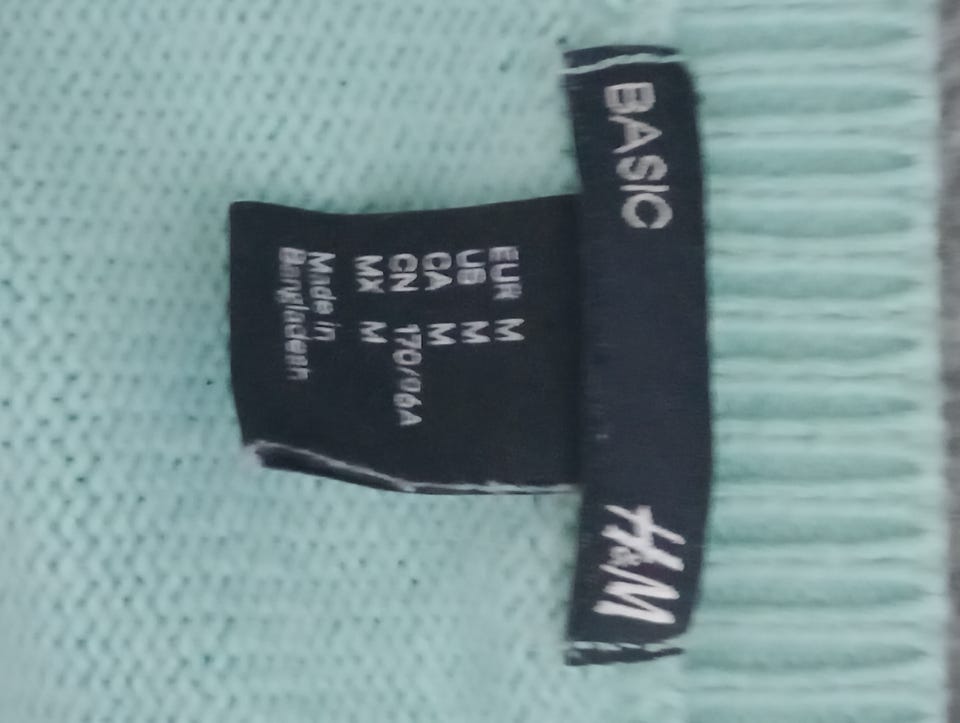 BASIC H&M
EUR M
US M
CA M
CN 170/96A
MX M
Made in
Bangladesh